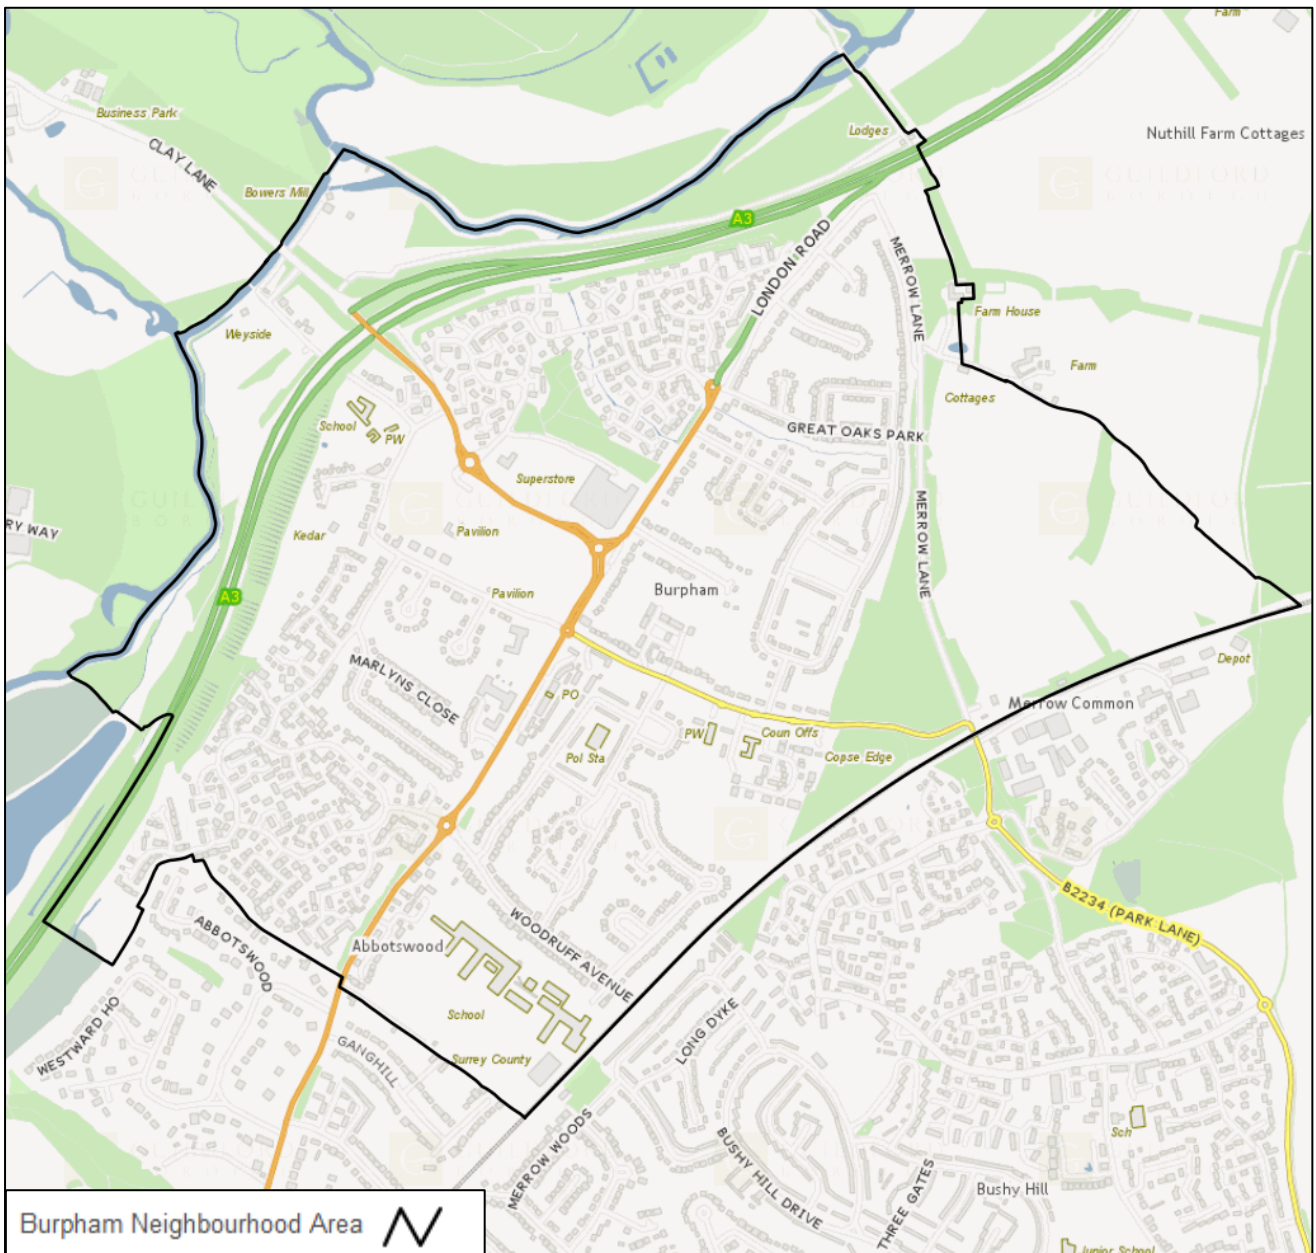 Farm
Business Park
Lodges
Nuthill Farm Cottages
CLAY LANE
GUILDFORD
BOROUGH
Bowers Mill
A3
LONDON ROAD
MERROW LANE
Farm House
Weyside
Farm
Cottages
School
PW
GREAT OAKS PARK
Superstore
MERROW LANE
RY WAY
Kedar
Pavilion
Burpham
Pavilion
A3
MARLYNS CLOSE
Depot
PO
Merrow Common
PW
Coun Offs
Pol Sta
Copse Edge
B2234 (PARK LANE)
ABBOTSWOOD
Abbotswood
WOODRUFF AVENUE
WESTWARD HO
School
LONG DYKE
GANGHILL
Surrey County
MERROW WOODS
Sch
BUSHY HILL DRIVE
THREE GATES
Bushy Hill
Junior School
Burpham Neighbourhood Area